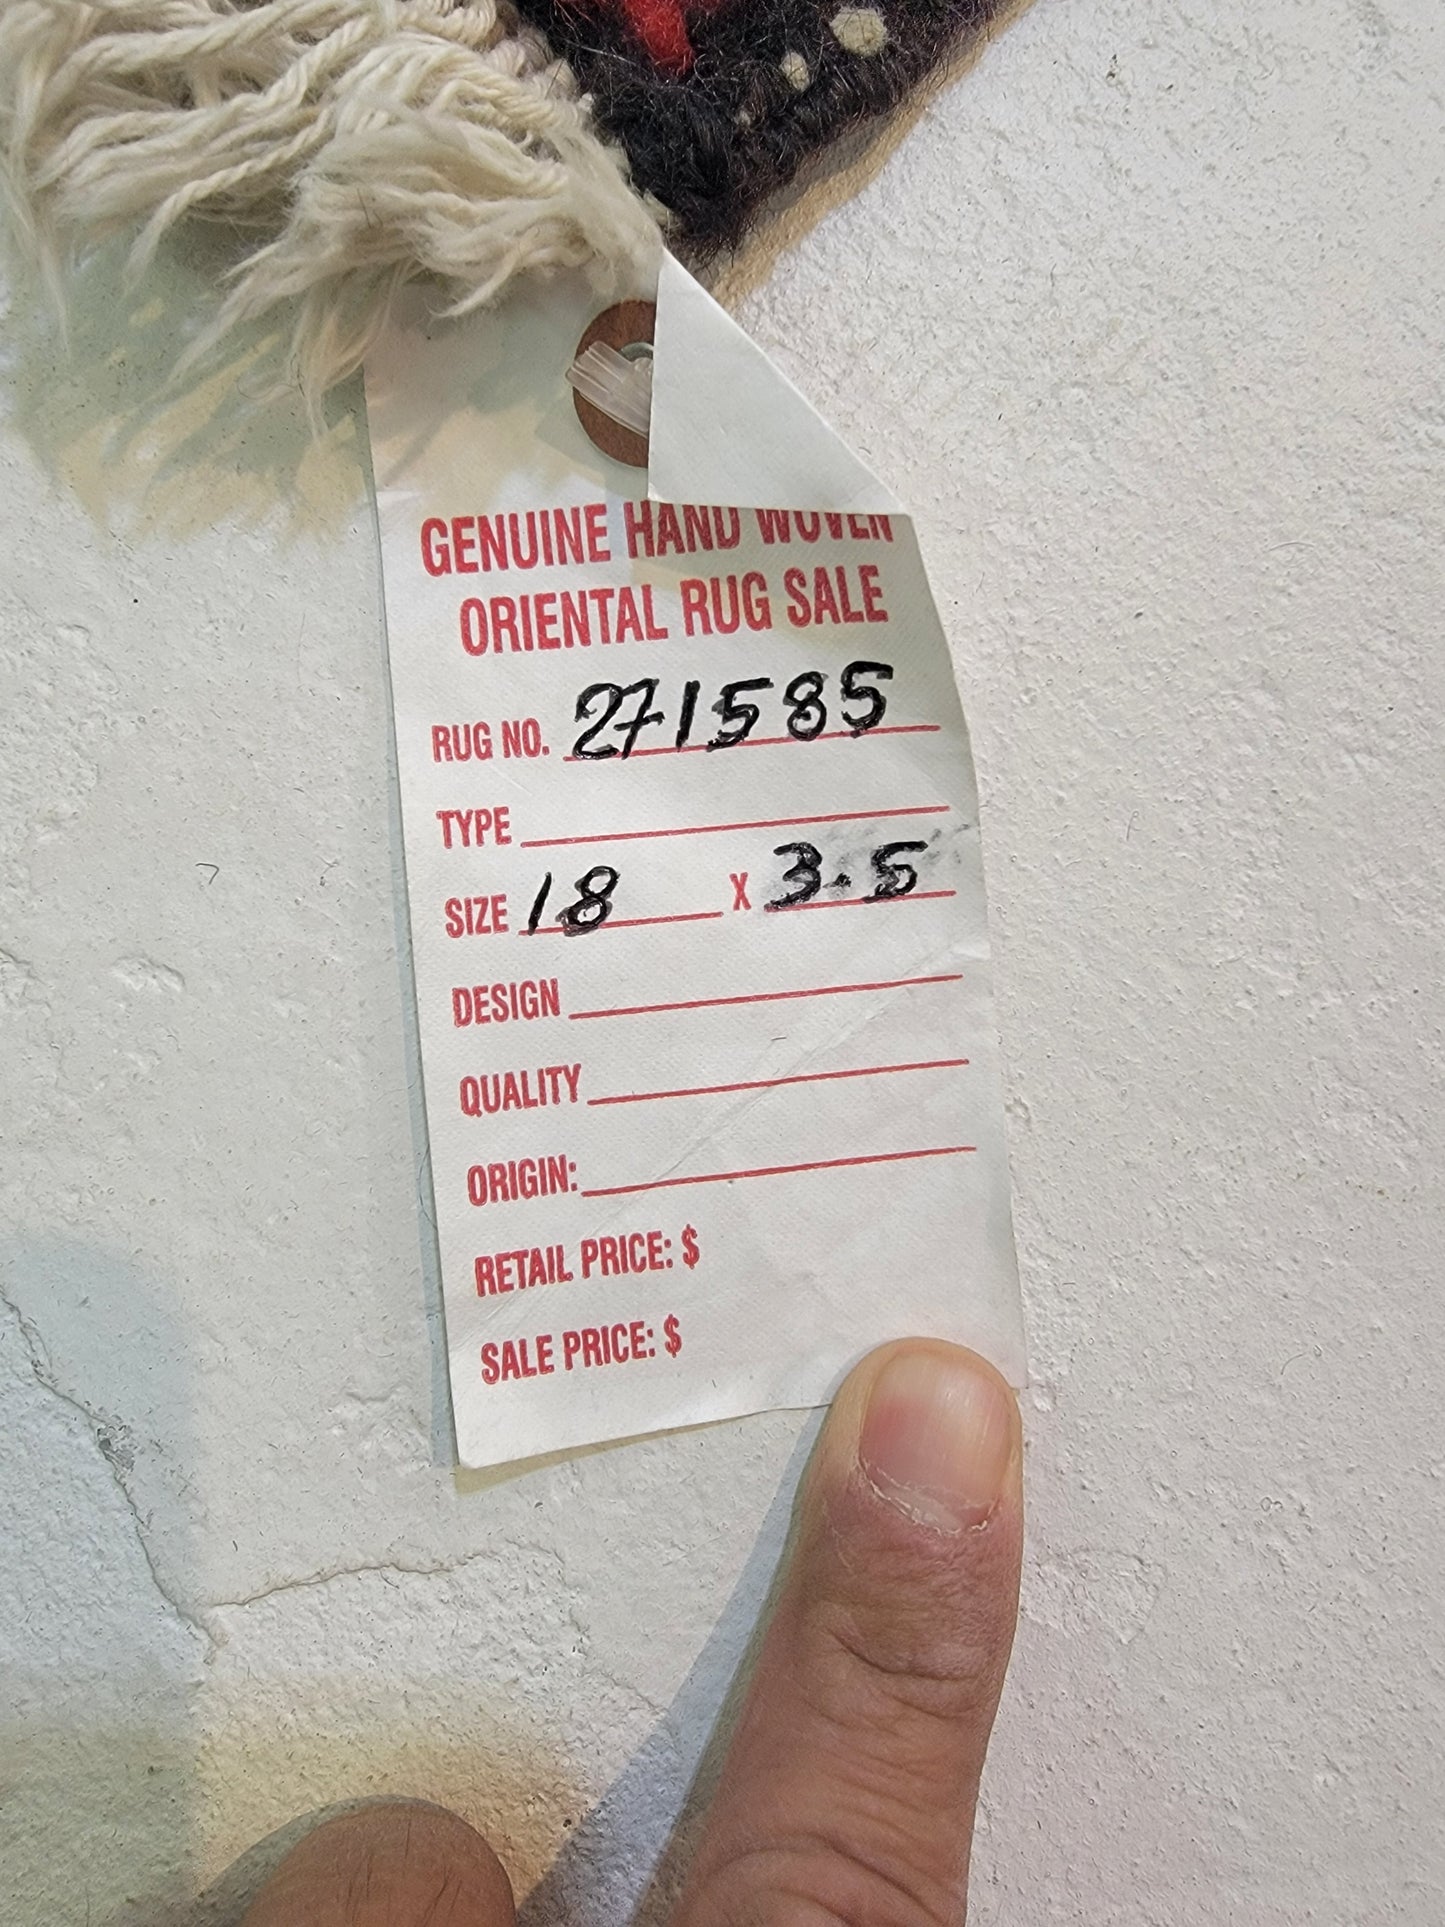 GENUINE HAND WOVEN
ORIENTAL RUG SALE
RUG NO. 271585
TYPE
SIZE 18 X 3.5
DESIGN
QUALITY
ORIGIN:
RETAIL PRICE: $
SALE PRICE: $